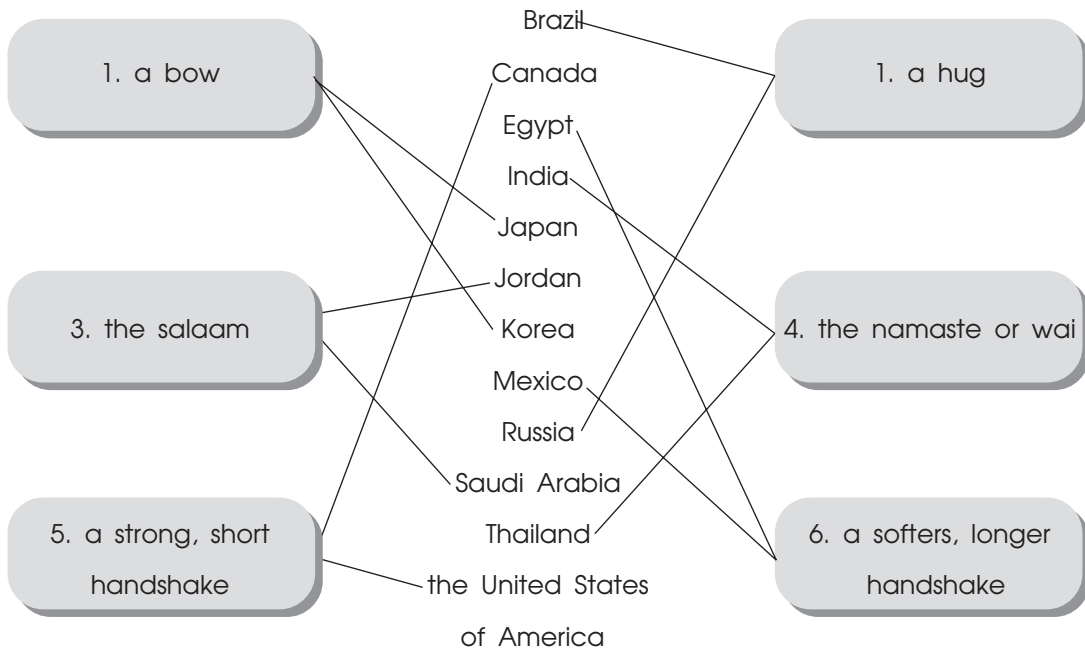 1. a bow
3. the salaam
5. a strong, short
handshake
Brazil
Canada
Egypt
India
Japan
Jordan
Korea
Mexico
Russia
Saudi Arabia
Thailand
the United States
of America
1. a hug
4. the namaste or wai
6. a softers, longer
handshake